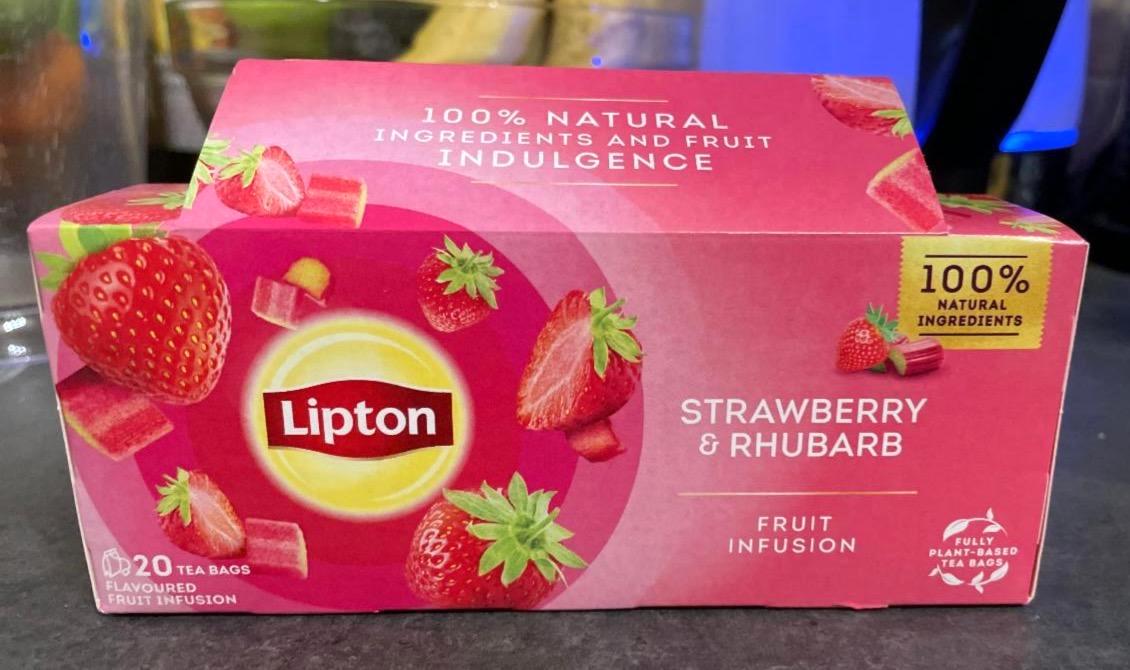 100% NATURAL
INGREDIENTS AND FRUIT
INDULGENCE
100%
NATURAL
INGREDIENTS
Lipton
STRAWBERRY
& RHUBARB
FRUIT
INFUSION
20 TEA BAGS
FLAVOURED
FRUIT INFUSION
FULLY
PLANT-BASED
TEA BAGS